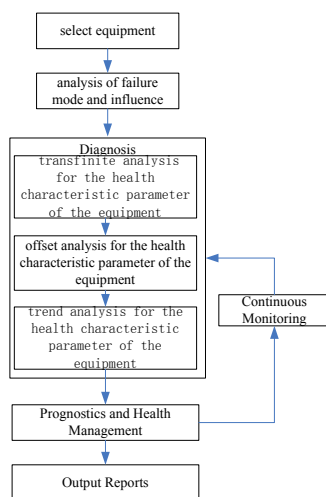 select equipment
analysis of failure
mode and influence
Diagnosis
transfinite analysis
for the health
characteristic parameter
of the equipment
offset analysis for the health
characteristic parameter of the
equipment
trend analysis for the
health characteristic
parameter of the
equipment
Continuous
Monitoring
Prognostics and Health
Management
Output Reports